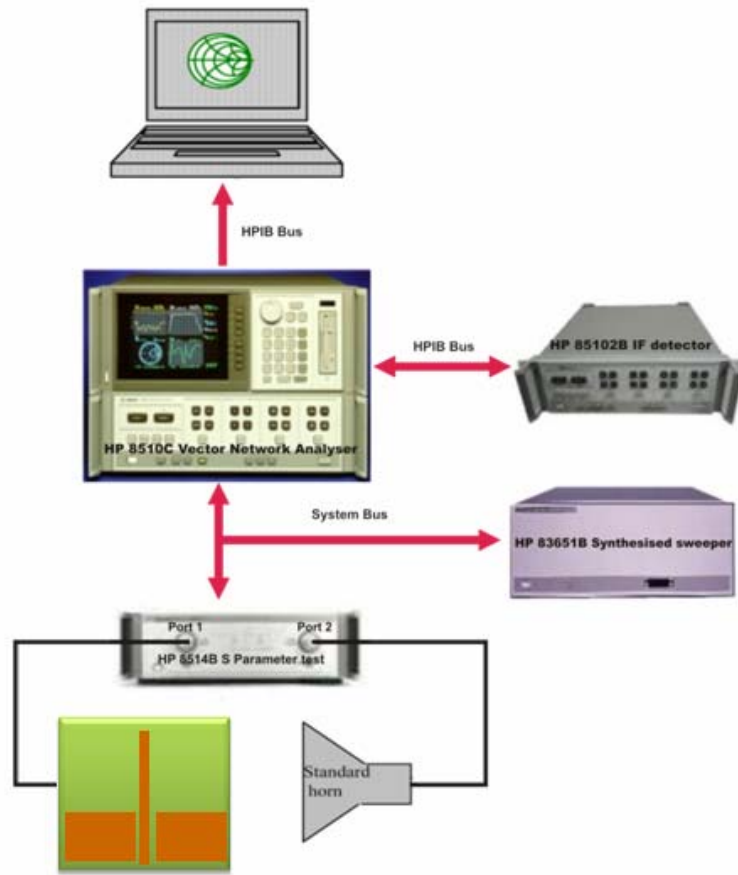 HPIB Bus
HPIB Bus
HP 85102B IF detector
HP 8510C Vector Network Analyser
System Bus
HP 83651B Synthesised sweeper
Port 1
Port 2
HP 8514B S Parameter test
Standard
horn